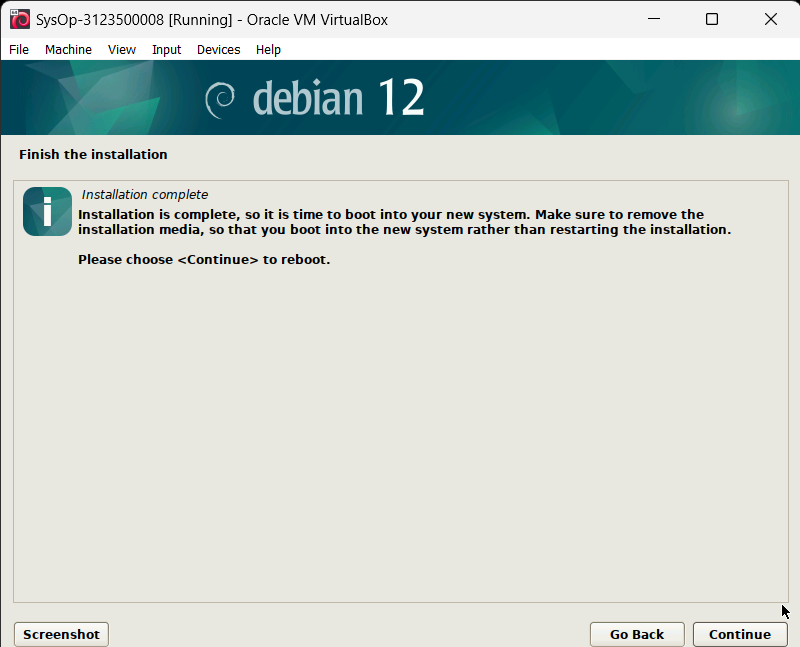 SysOp-3123500008 [Running] - Oracle VM VirtualBox
File Machine View Input Devices Help
debian 12
Finish the installation
Installation complete
Installation is complete, so it is time to boot into your new system. Make sure to remove the
installation media, so that you boot into the new system rather than restarting the installation.
Please choose <Continue> to reboot.
Screenshot Go Back Continue